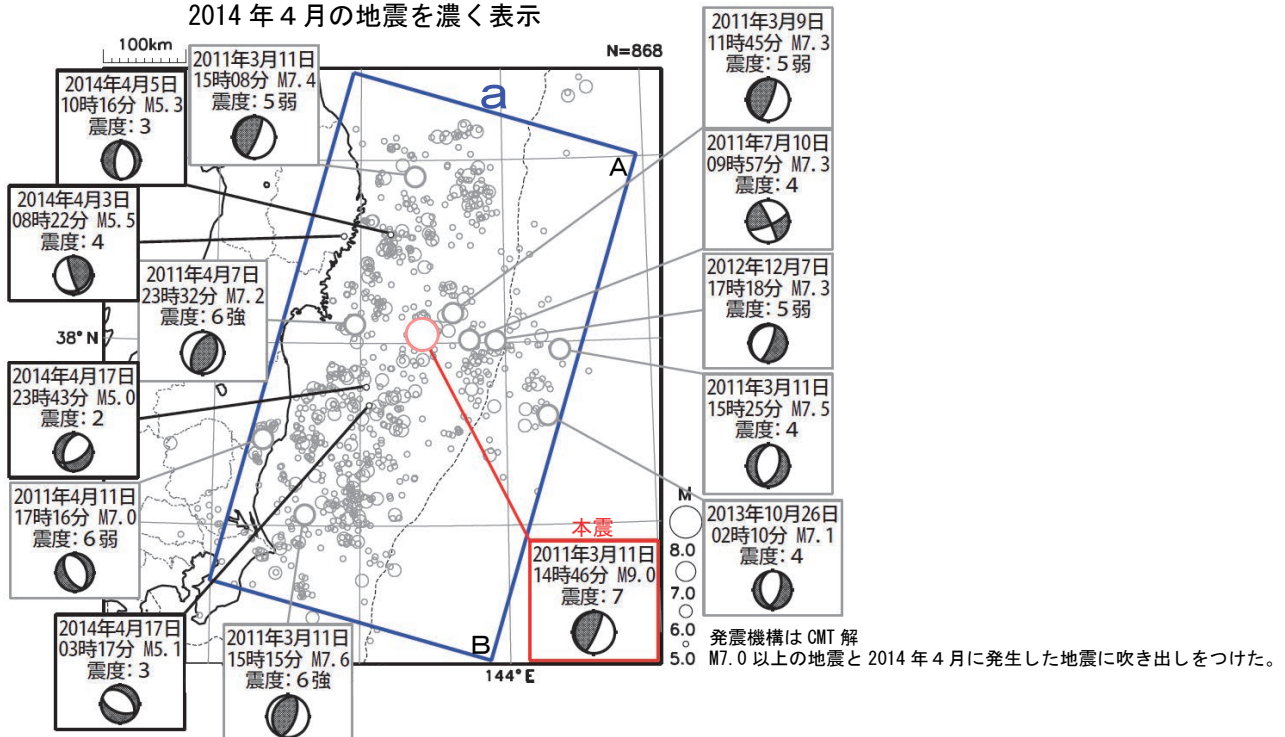 2014年4月の地震を濃く表示
100km
N=868
a
A
B
38°N
144°E
2011年3月11日
15時08分 M7.4
震度:5弱
2014年4月5日
10時16分 M5.3
震度:3
2014年4月3日
08時22分 M5.5
震度:4
2011年4月7日
23時32分 M7.2
震度:6強
2014年4月17日
23時43分 M5.0
震度:2
2011年4月11日
17時16分 M7.0
震度:6弱
2014年4月17日
03時17分 M5.1
震度:3
2011年3月11日
15時15分 M7.6
震度:6強
本震
2011年3月11日
14時46分 M9.0
震度:7
2011年3月9日
11時45分 M7.3
震度:5弱
2011年7月10日
09時57分 M7.3
震度:4
2012年12月7日
17時18分 M7.3
震度:5弱
2011年3月11日
15時25分 M7.5
震度:4
2013年10月26日
02時10分 M7.1
震度:4
M
8.0
7.0
6.0
5.0
発震機構は CMT 解
M7.0 以上の地震と 2014 年4月に発生した地震に吹き出しをつけた。